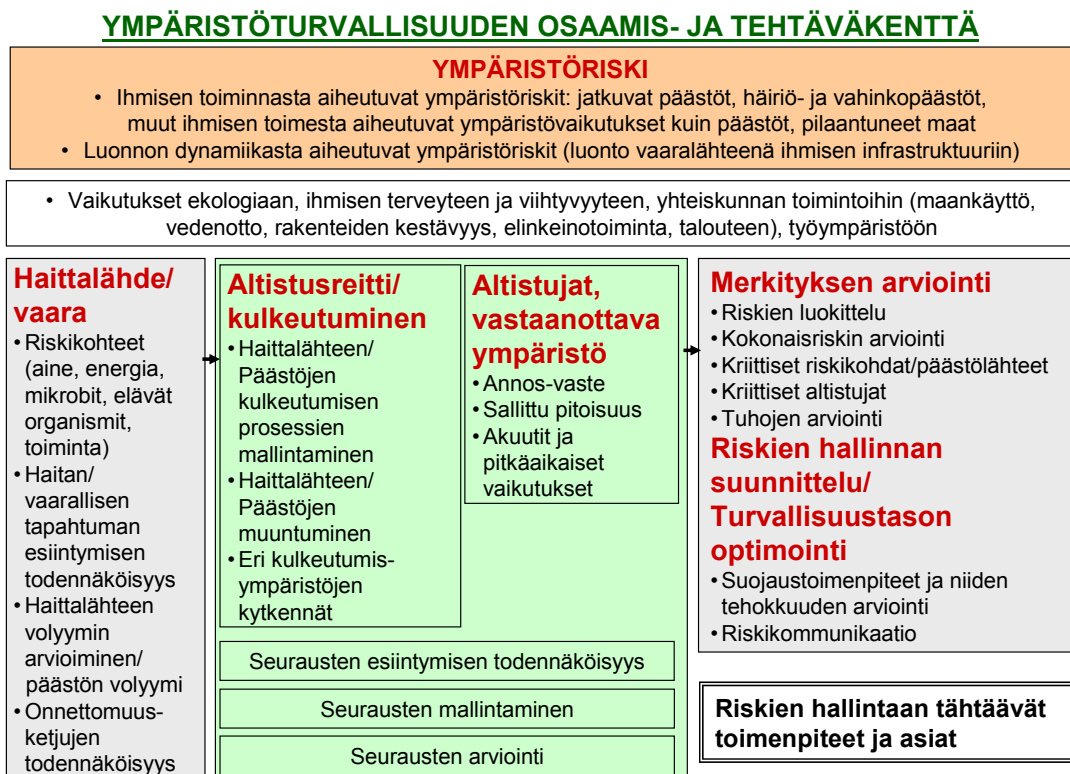 YMPÄRISTÖTURVALLISUUDEN OSAAMIS- JA TEHTÄVÄKENTTÄ
YMPÄRISTÖRISKI
• Ihmisen toiminnasta aiheutuvat ympäristöriskit: jatkuvat päästöt, häiriö- ja vahinkopäästöt,
muut ihmisen toimesta aiheutuvat ympäristövaikutukset kuin päästöt, pilaantuneet maat
• Luonnon dynamiikasta aiheutuvat ympäristöriskit (luonto vaaralähteenä ihmisen infrastruktuuriin)
• Vaikutukset ekologiaan, ihmisen terveyteen ja viihtyvyyteen, yhteiskunnan toimintoihin (maankäyttö,
vedenotto, rakenteiden kestävyys, elinkeinotoiminta, talouteen), työympäristöön
Haittalähde/
vaara
• Riskikohteet
(aine, energia,
mikrobit, elävät
organismit,
toiminta)
• Haitan/
vaarallisen
tapahtuman
esiintymisen
todennäköisyys
• Haittalähteen
volyymin
arvioiminen/
päästön volyymi
• Onnettomuus-
ketjujen
todennäköisyys
Altistusreitti/
kulkeutuminen
• Haittalähteen/
Päästöjen
kulkeutumisen
prosessien
mallintaminen
• Haittalähteen/
Päästöjen
muuntuminen
• Eri kulkeutumis-
ympäristöjen
kytkennät
Altistujat,
vastaanottava
ympäristö
• Annos-vaste
• Sallittu pitoisuus
• Akuutit ja
pitkäaikaiset
vaikutukset
Seurausten esiintymisen todennäköisyys
Seurausten mallintaminen
Seurausten arviointi
Merkityksen arviointi
• Riskien luokittelu
• Kokonaisriskin arviointi
• Kriittiset riskikohdat/päästölähteet
• Kriittiset altistujat
• Tuhojen arviointi
Riskien hallinnan
suunnittelu/
Turvallisuustason
optimointi
• Suojaustoimenpiteet ja niiden
tehokkuuden arviointi
• Riskikommunikaatio
Riskien hallintaan tähtäävät
toimenpiteet ja asiat